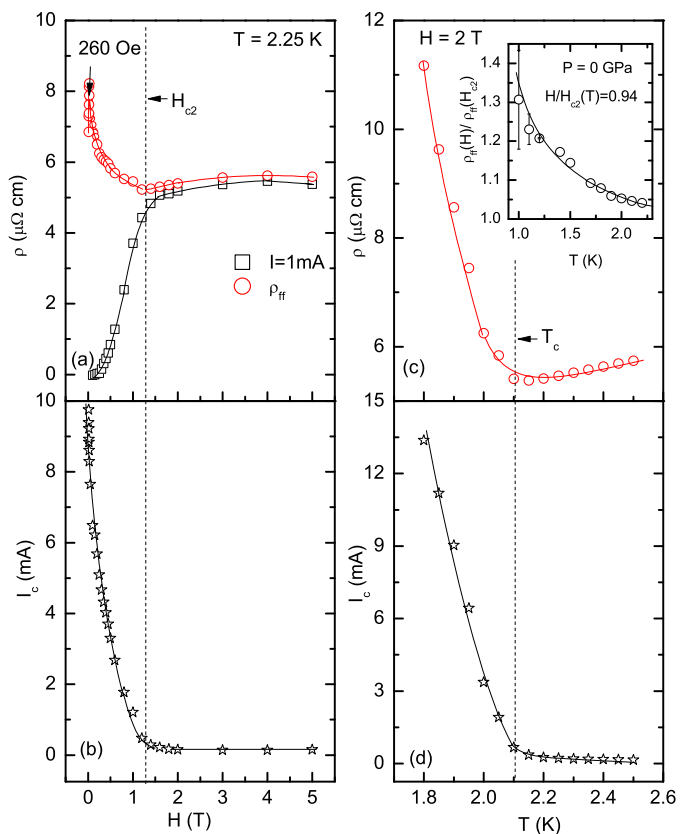 260 Oe
T = 2.25 K
H_c2
I=1mA
ρ_ff
(a)
ρ (μΩ cm)
0
2
4
6
8
10
(b)
I_c (mA)
0
2
4
6
8
10
0
1
2
3
4
5
H (T)
H = 2 T
T_c
(c)
ρ (μΩ cm)
6
8
10
12
P = 0 GPa
H/H_c2(T)=0.94
ρ_ff(H)/ ρ_ff(H_c2)
1.0
1.1
1.2
1.3
1.4
1.0
1.5
2.0
T (K)
(d)
I_c (mA)
0
3
6
9
12
15
1.8
2.0
2.2
2.4
2.6
T (K)